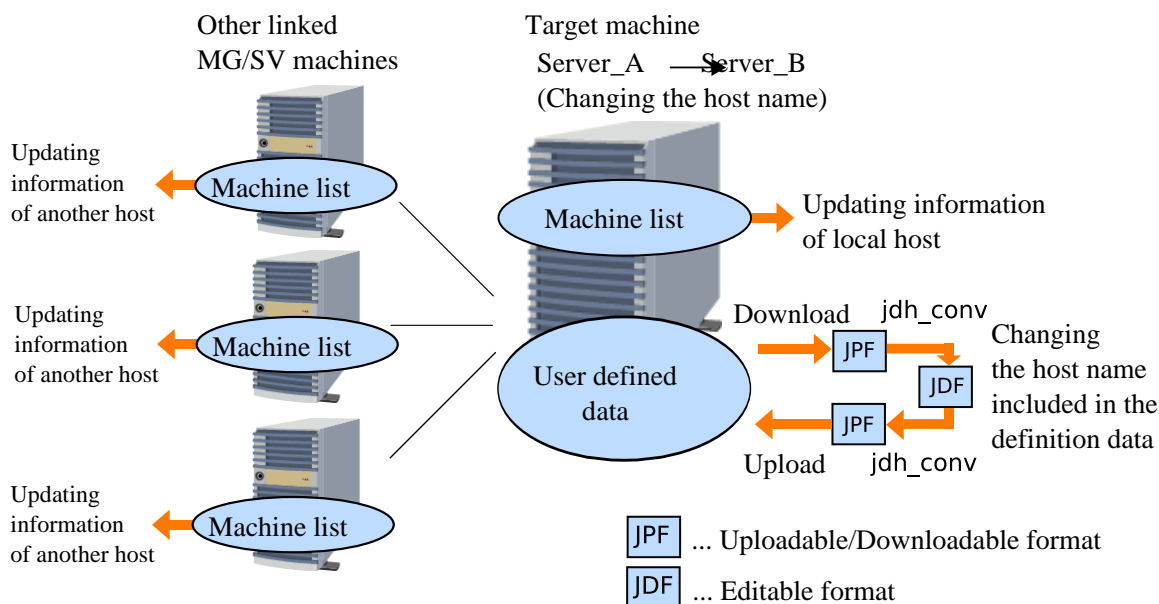 Other linked
MG/SV machines
Target machine
Server_A Server_B
(Changing the host name)
Updating
information
of another host
Machine list
Machine list
Updating information
of local host
Updating
information
of another host
Machine list
User defined
data
Download
jdh_conv
JPF
JDF
JPF
Upload
jdh_conv
Changing
the host name
included in the
definition data
Updating
information
of another host
Machine list
JPF ... Uploadable/Downloadable format
JDF ... Editable format